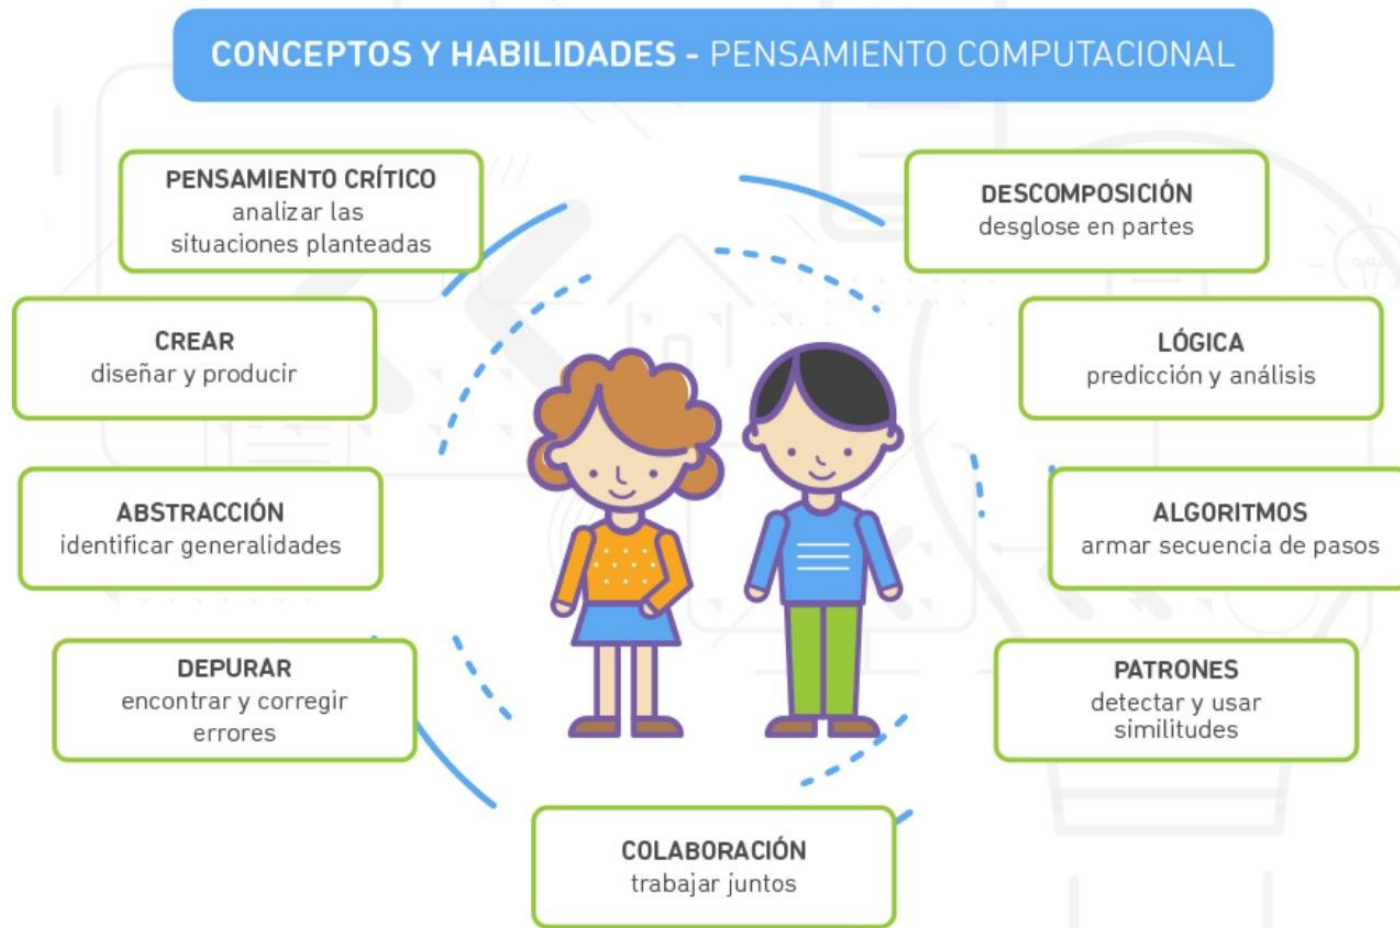 CONCEPTOS Y HABILIDADES - PENSAMIENTO COMPUTACIONAL
PENSAMIENTO CRÍTICO
analizar las
situaciones planteadas
DESCOMPOSICIÓN
desglose en partes
CREAR
diseñar y producir
LÓGICA
predicción y análisis
ABSTRACCIÓN
identificar generalidades
ALGORITMOS
armar secuencia de pasos
DEPURAR
encontrar y corregir
errores
PATRONES
detectar y usar
similitudes
COLABORACIÓN
trabajar juntos